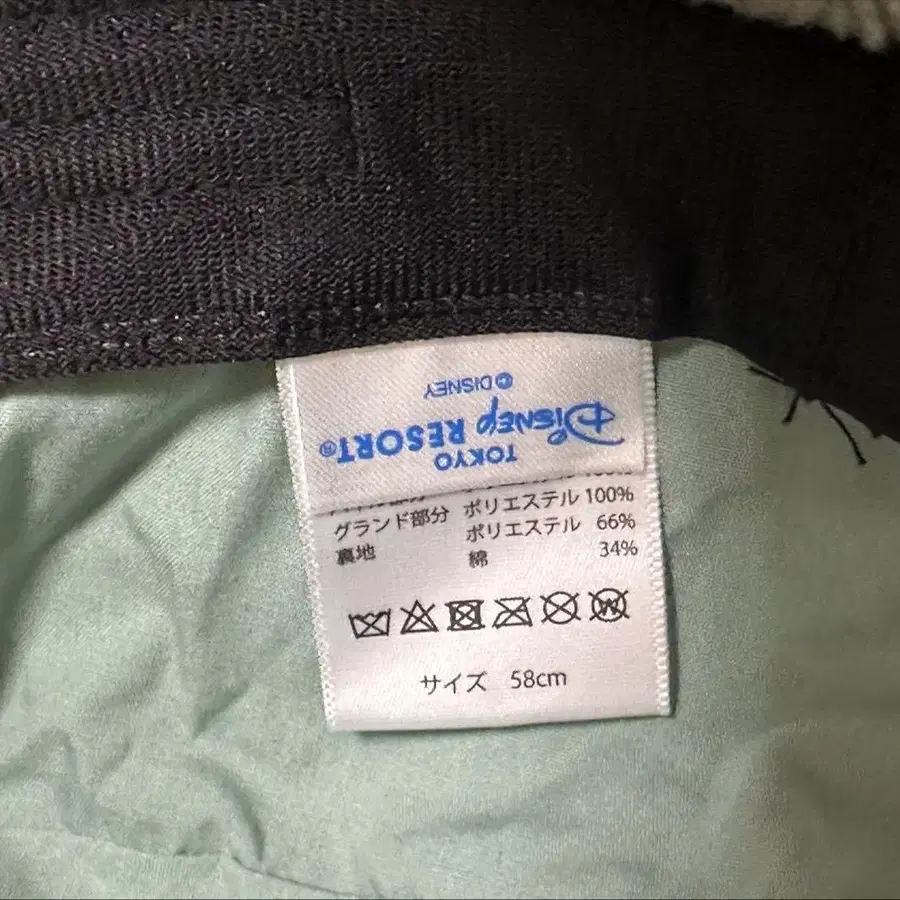 TOKYO
Disney RESORT®
© DISNEY
100%
グランド部分 ポリエステル 100%
裏地 ポリエステル 66%
綿 34%
サイズ 58cm